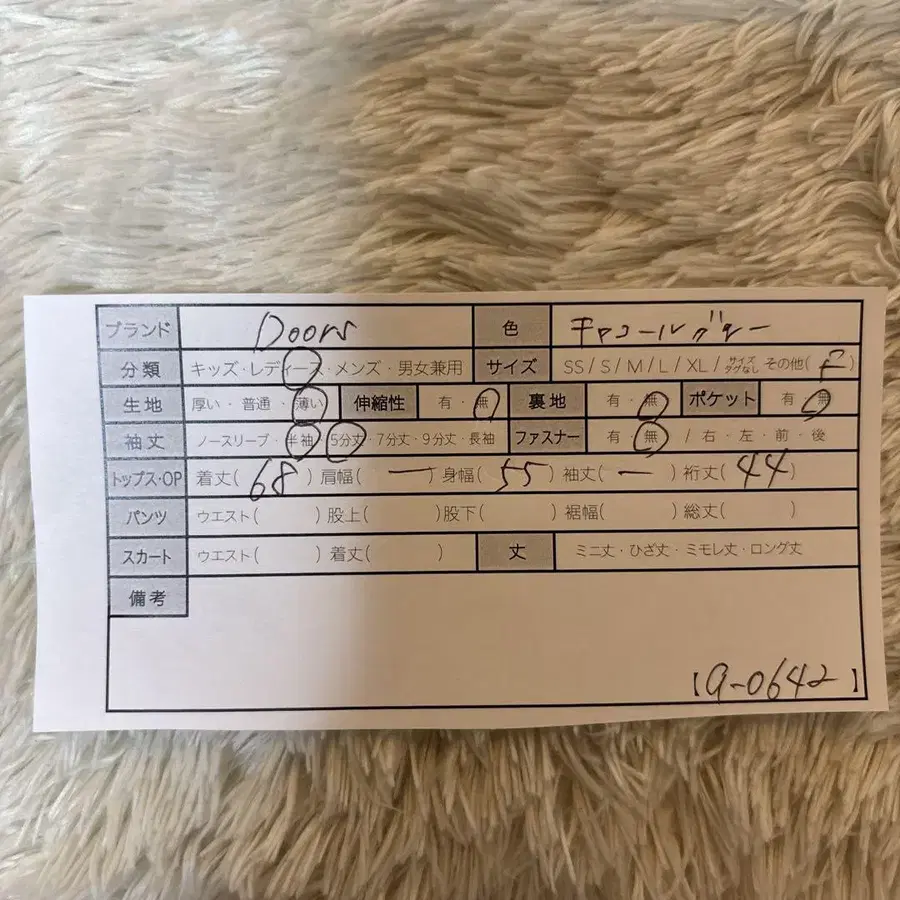 ブランド Doors 色 チャコールグレー
分類 キッズ・レディース・メンズ・男女兼用 サイズ SS / S / M / L / XL / サイズタグなし その他( F )
生地 厚い・普通・薄い 伸縮性 有・無 裏地 有・無 ポケット 有・無
袖丈 ノースリーブ・半袖・5分丈・7分丈・9分丈・長袖 ファスナー 有・無 / 右・左・前・後
トップス・OP 着丈( 68 ) 肩幅( ー ) 身幅( 55 ) 袖丈( ー ) 裄丈( 44 )
パンツ ウエスト( ) 股上( ) 股下( ) 裾幅( ) 総丈( )
スカート ウエスト( ) 着丈( ) 丈 ミニ丈・ひざ丈・ミモレ丈・ロング丈
備考
【a-0642】